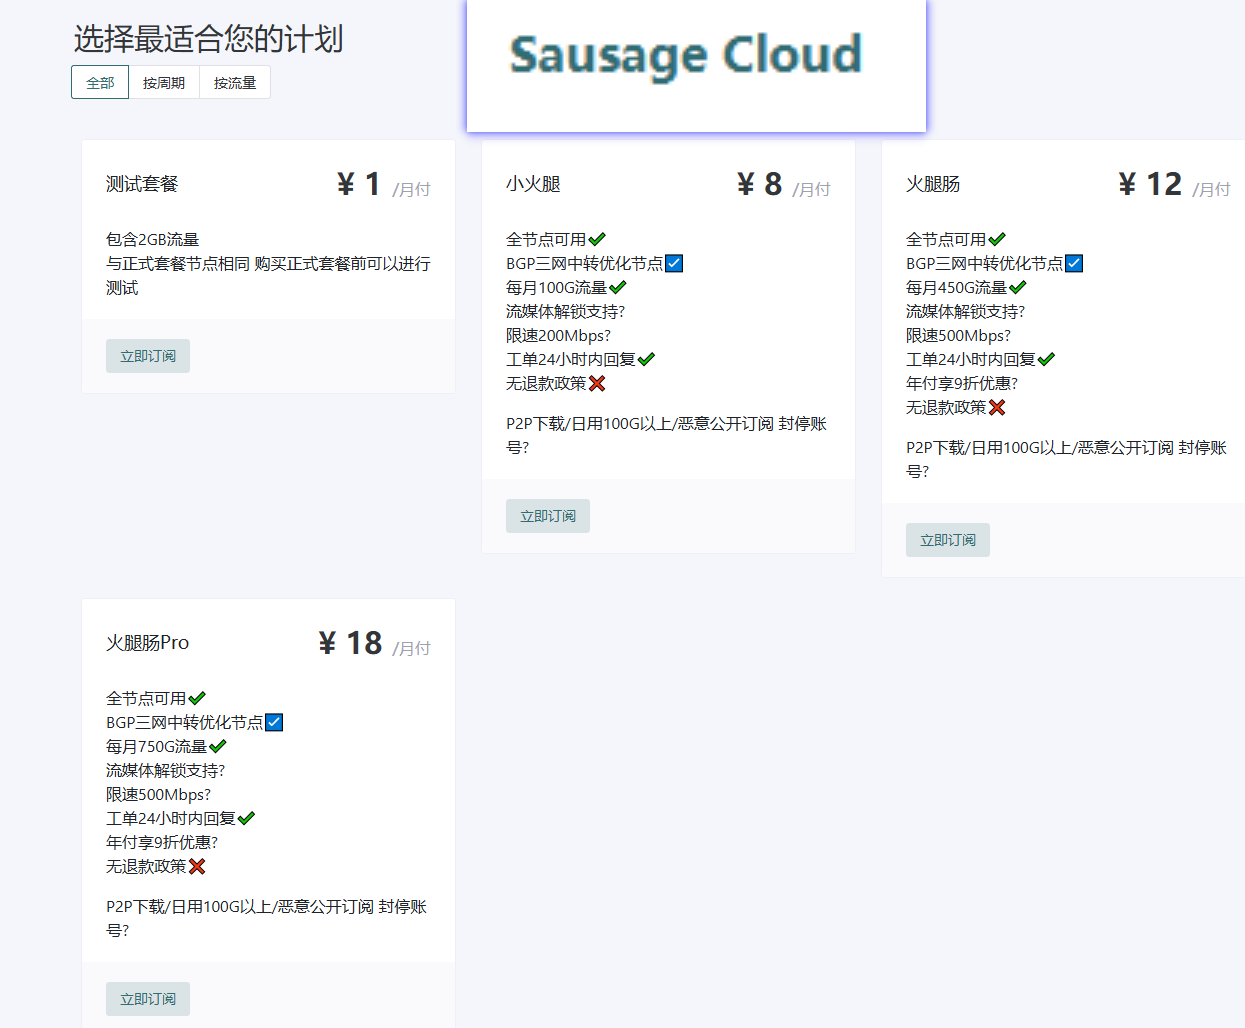 选择最适合您的计划
Sausage Cloud
全部 按周期 按流量
测试套餐 ¥ 1 /月付
包含2GB流量
与正式套餐节点相同 购买正式套餐前可以进行
测试
立即订阅
小火腿 ¥ 8 /月付
全节点可用✔
BGP三网中转优化节点☑
每月100G流量✔
流媒体解锁支持?
限速200Mbps?
工单24小时内回复✔
无退款政策❌
P2P下载/日用100G以上/恶意公开订阅 封停账
号?
立即订阅
火腿肠 ¥ 12 /月付
全节点可用✔
BGP三网中转优化节点☑
每月450G流量✔
流媒体解锁支持?
限速500Mbps?
工单24小时内回复✔
年付享9折优惠?
无退款政策❌
P2P下载/日用100G以上/恶意公开订阅 封停账
号?
立即订阅
火腿肠Pro ¥ 18 /月付
全节点可用✔
BGP三网中转优化节点☑
每月750G流量✔
流媒体解锁支持?
限速500Mbps?
工单24小时内回复✔
年付享9折优惠?
无退款政策❌
P2P下载/日用100G以上/恶意公开订阅 封停账
号?
立即订阅